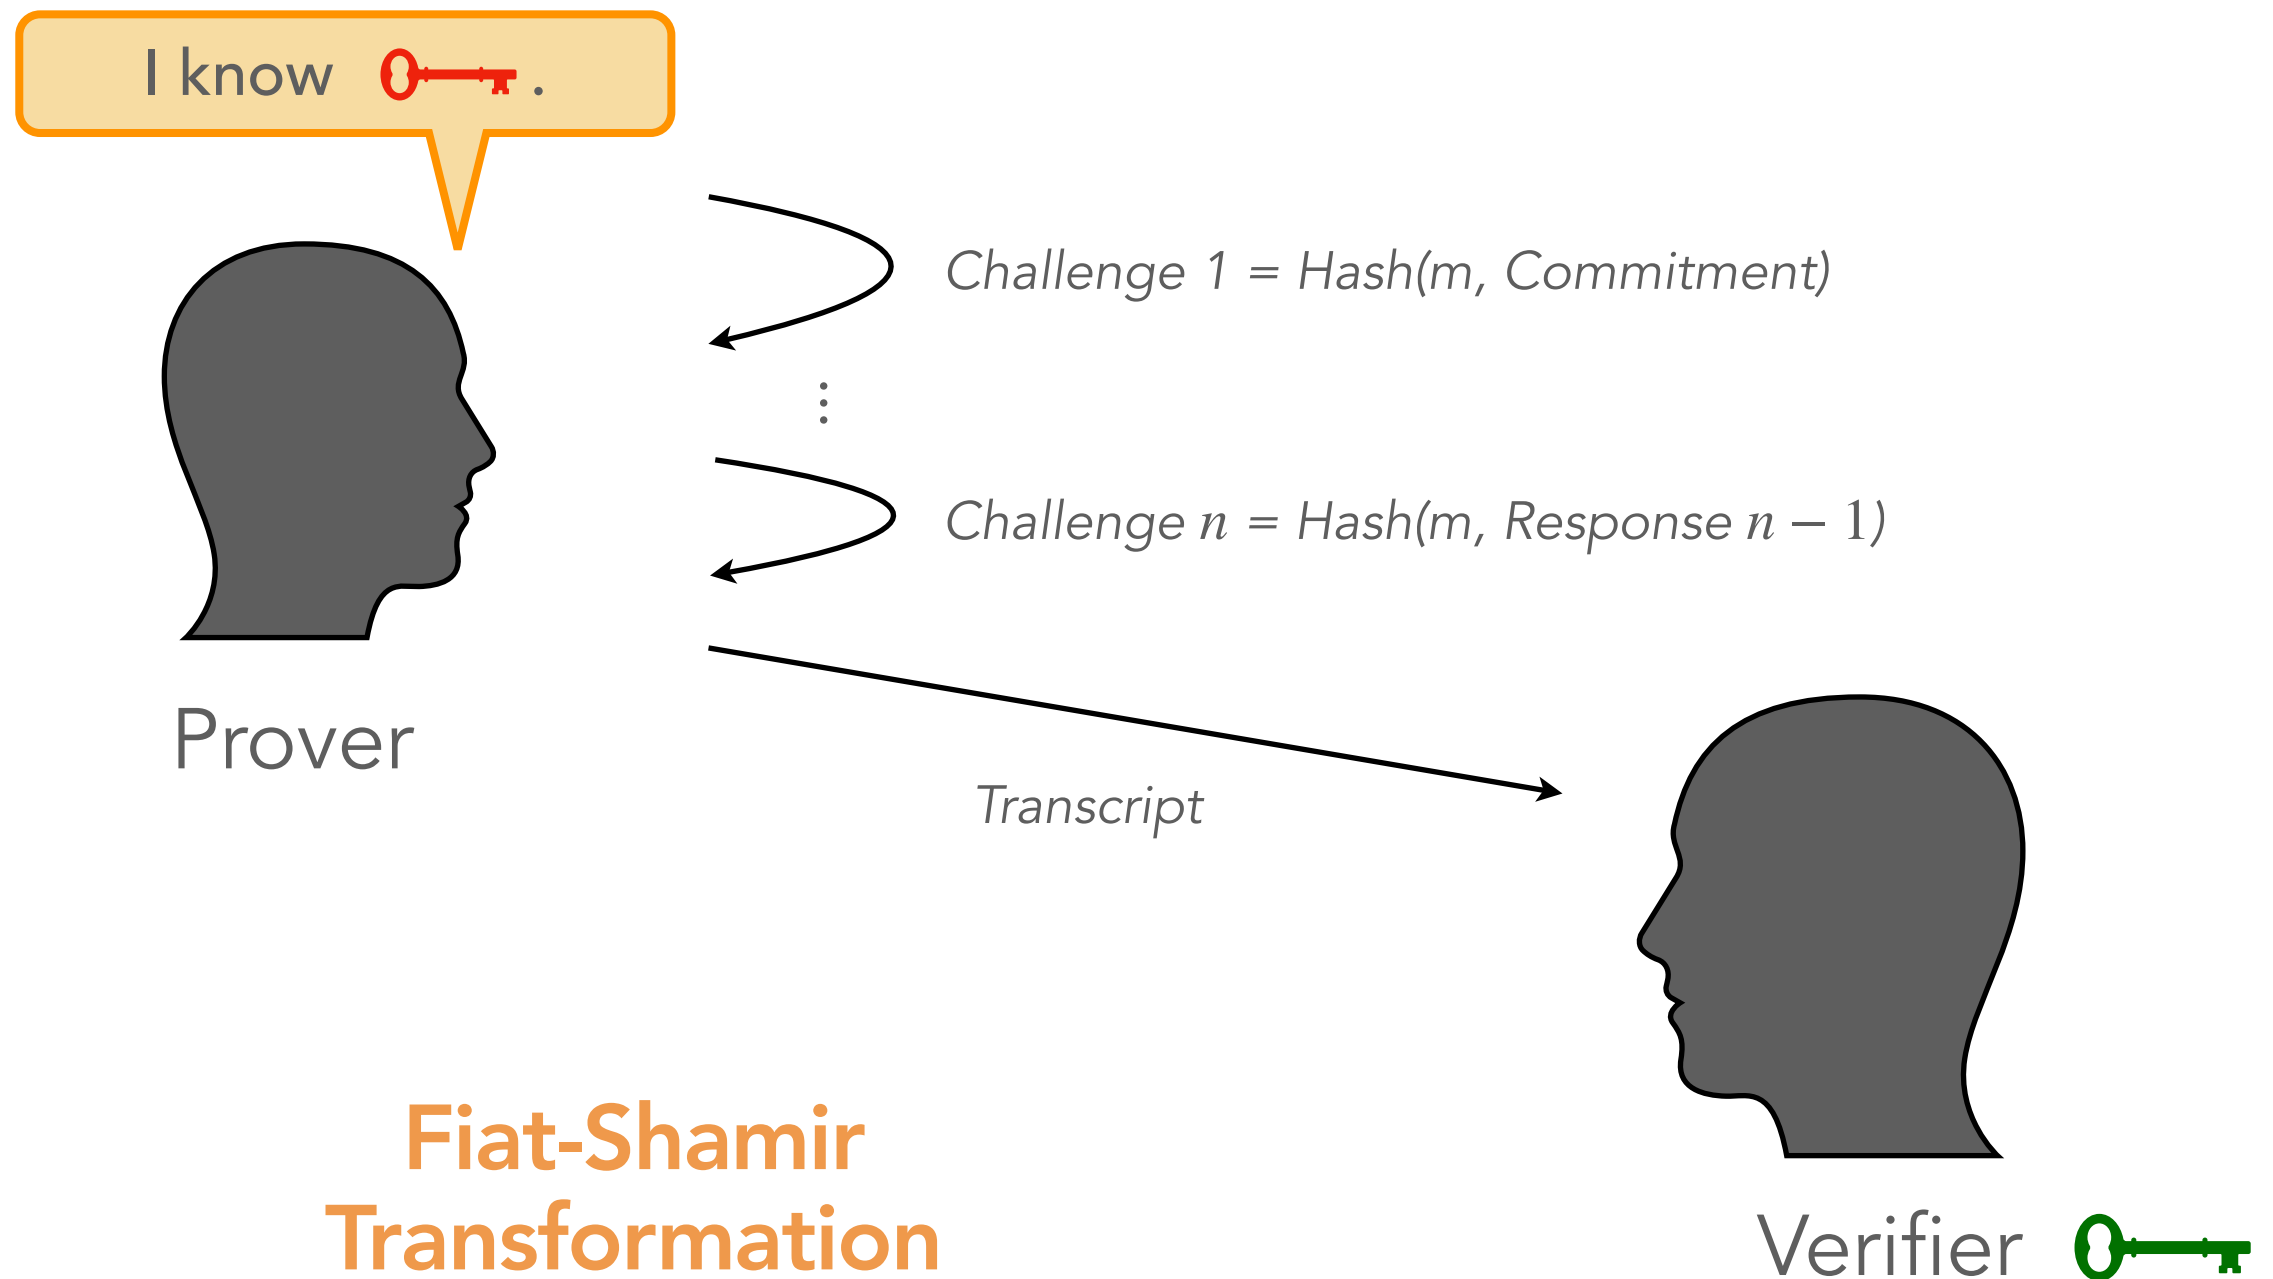 I know .
Challenge 1 = Hash(m, Commitment)
⋮
Challenge n = Hash(m, Response n − 1)
Prover
Transcript
Fiat-Shamir
Transformation
Verifier